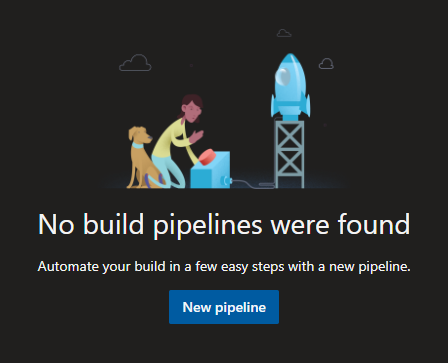 No build pipelines were found
Automate your build in a few easy steps with a new pipeline.
New pipeline